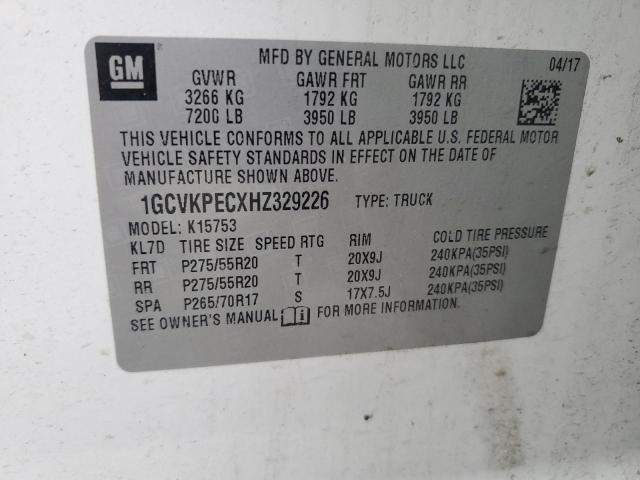 GM
MFD BY GENERAL MOTORS LLC 04/17
GVWR GAWR FRT GAWR RR
3266 KG 1792 KG 1792 KG
7200 LB 3950 LB 3950 LB
THIS VEHICLE CONFORMS TO ALL APPLICABLE U.S. FEDERAL MOTOR
VEHICLE SAFETY STANDARDS IN EFFECT ON THE DATE OF
MANUFACTURE SHOWN ABOVE.
1GCVKPECXHZ329226 TYPE: TRUCK
MODEL: K15753
KL7D TIRE SIZE SPEED RTG RIM COLD TIRE PRESSURE
FRT P275/55R20 T 20X9J 240KPA(35PSI)
RR P275/55R20 T 20X9J 240KPA(35PSI)
SPA P265/70R17 S 17X7.5J 240KPA(35PSI)
SEE OWNER'S MANUAL FOR MORE INFORMATION.